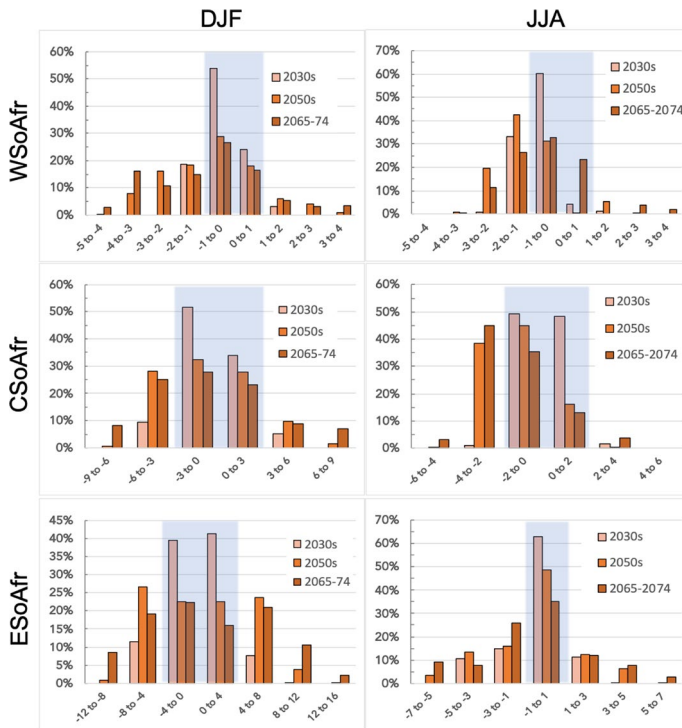 DJF
JJA
WSoAfr
60%
50%
40%
30%
20%
10%
0%
2030s
2050s
2065-74
-5 to -4
-4 to -3
-3 to -2
-2 to -1
-1 to 0
0 to 1
1 to 2
2 to 3
3 to 4
70%
60%
50%
40%
30%
20%
10%
0%
2030s
2050s
2065-2074
-5 to -4
-4 to -3
-3 to -2
-2 to -1
-1 to 0
0 to 1
1 to 2
2 to 3
3 to 4
CSoAfr
60%
50%
40%
30%
20%
10%
0%
2030s
2050s
2065-74
-9 to -6
-6 to -3
-3 to 0
0 to 3
3 to 6
6 to 9
60%
50%
40%
30%
20%
10%
0%
2030s
2050s
2065-2074
-6 to -4
-4 to -2
-2 to 0
0 to 2
2 to 4
4 to 6
ESoAfr
45%
40%
35%
30%
25%
20%
15%
10%
5%
0%
2030s
2050s
2065-74
-12 to -8
-8 to -4
-4 to 0
0 to 4
4 to 8
8 to 12
12 to 16
70%
60%
50%
40%
30%
20%
10%
0%
2030s
2050s
2065-2074
-7 to -5
-5 to -3
-3 to -1
-1 to 1
1 to 3
3 to 5
5 to 7